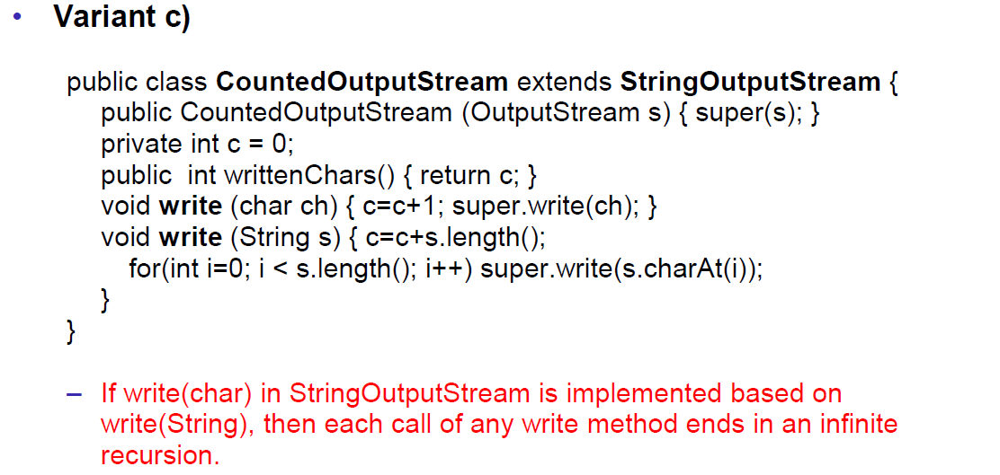 • Variant c)
public class CountedOutputStream extends StringOutputStream {
public CountedOutputStream (OutputStream s) { super(s); }
private int c = 0;
public  int writtenChars() { return c; }
void write (char ch) { c=c+1; super.write(ch); }
void write (String s) { c=c+s.length();
for(int i=0; i < s.length(); i++) super.write(s.charAt(i));
}
}
– If write(char) in StringOutputStream is implemented based on
write(String), then each call of any write method ends in an infinite
recursion.